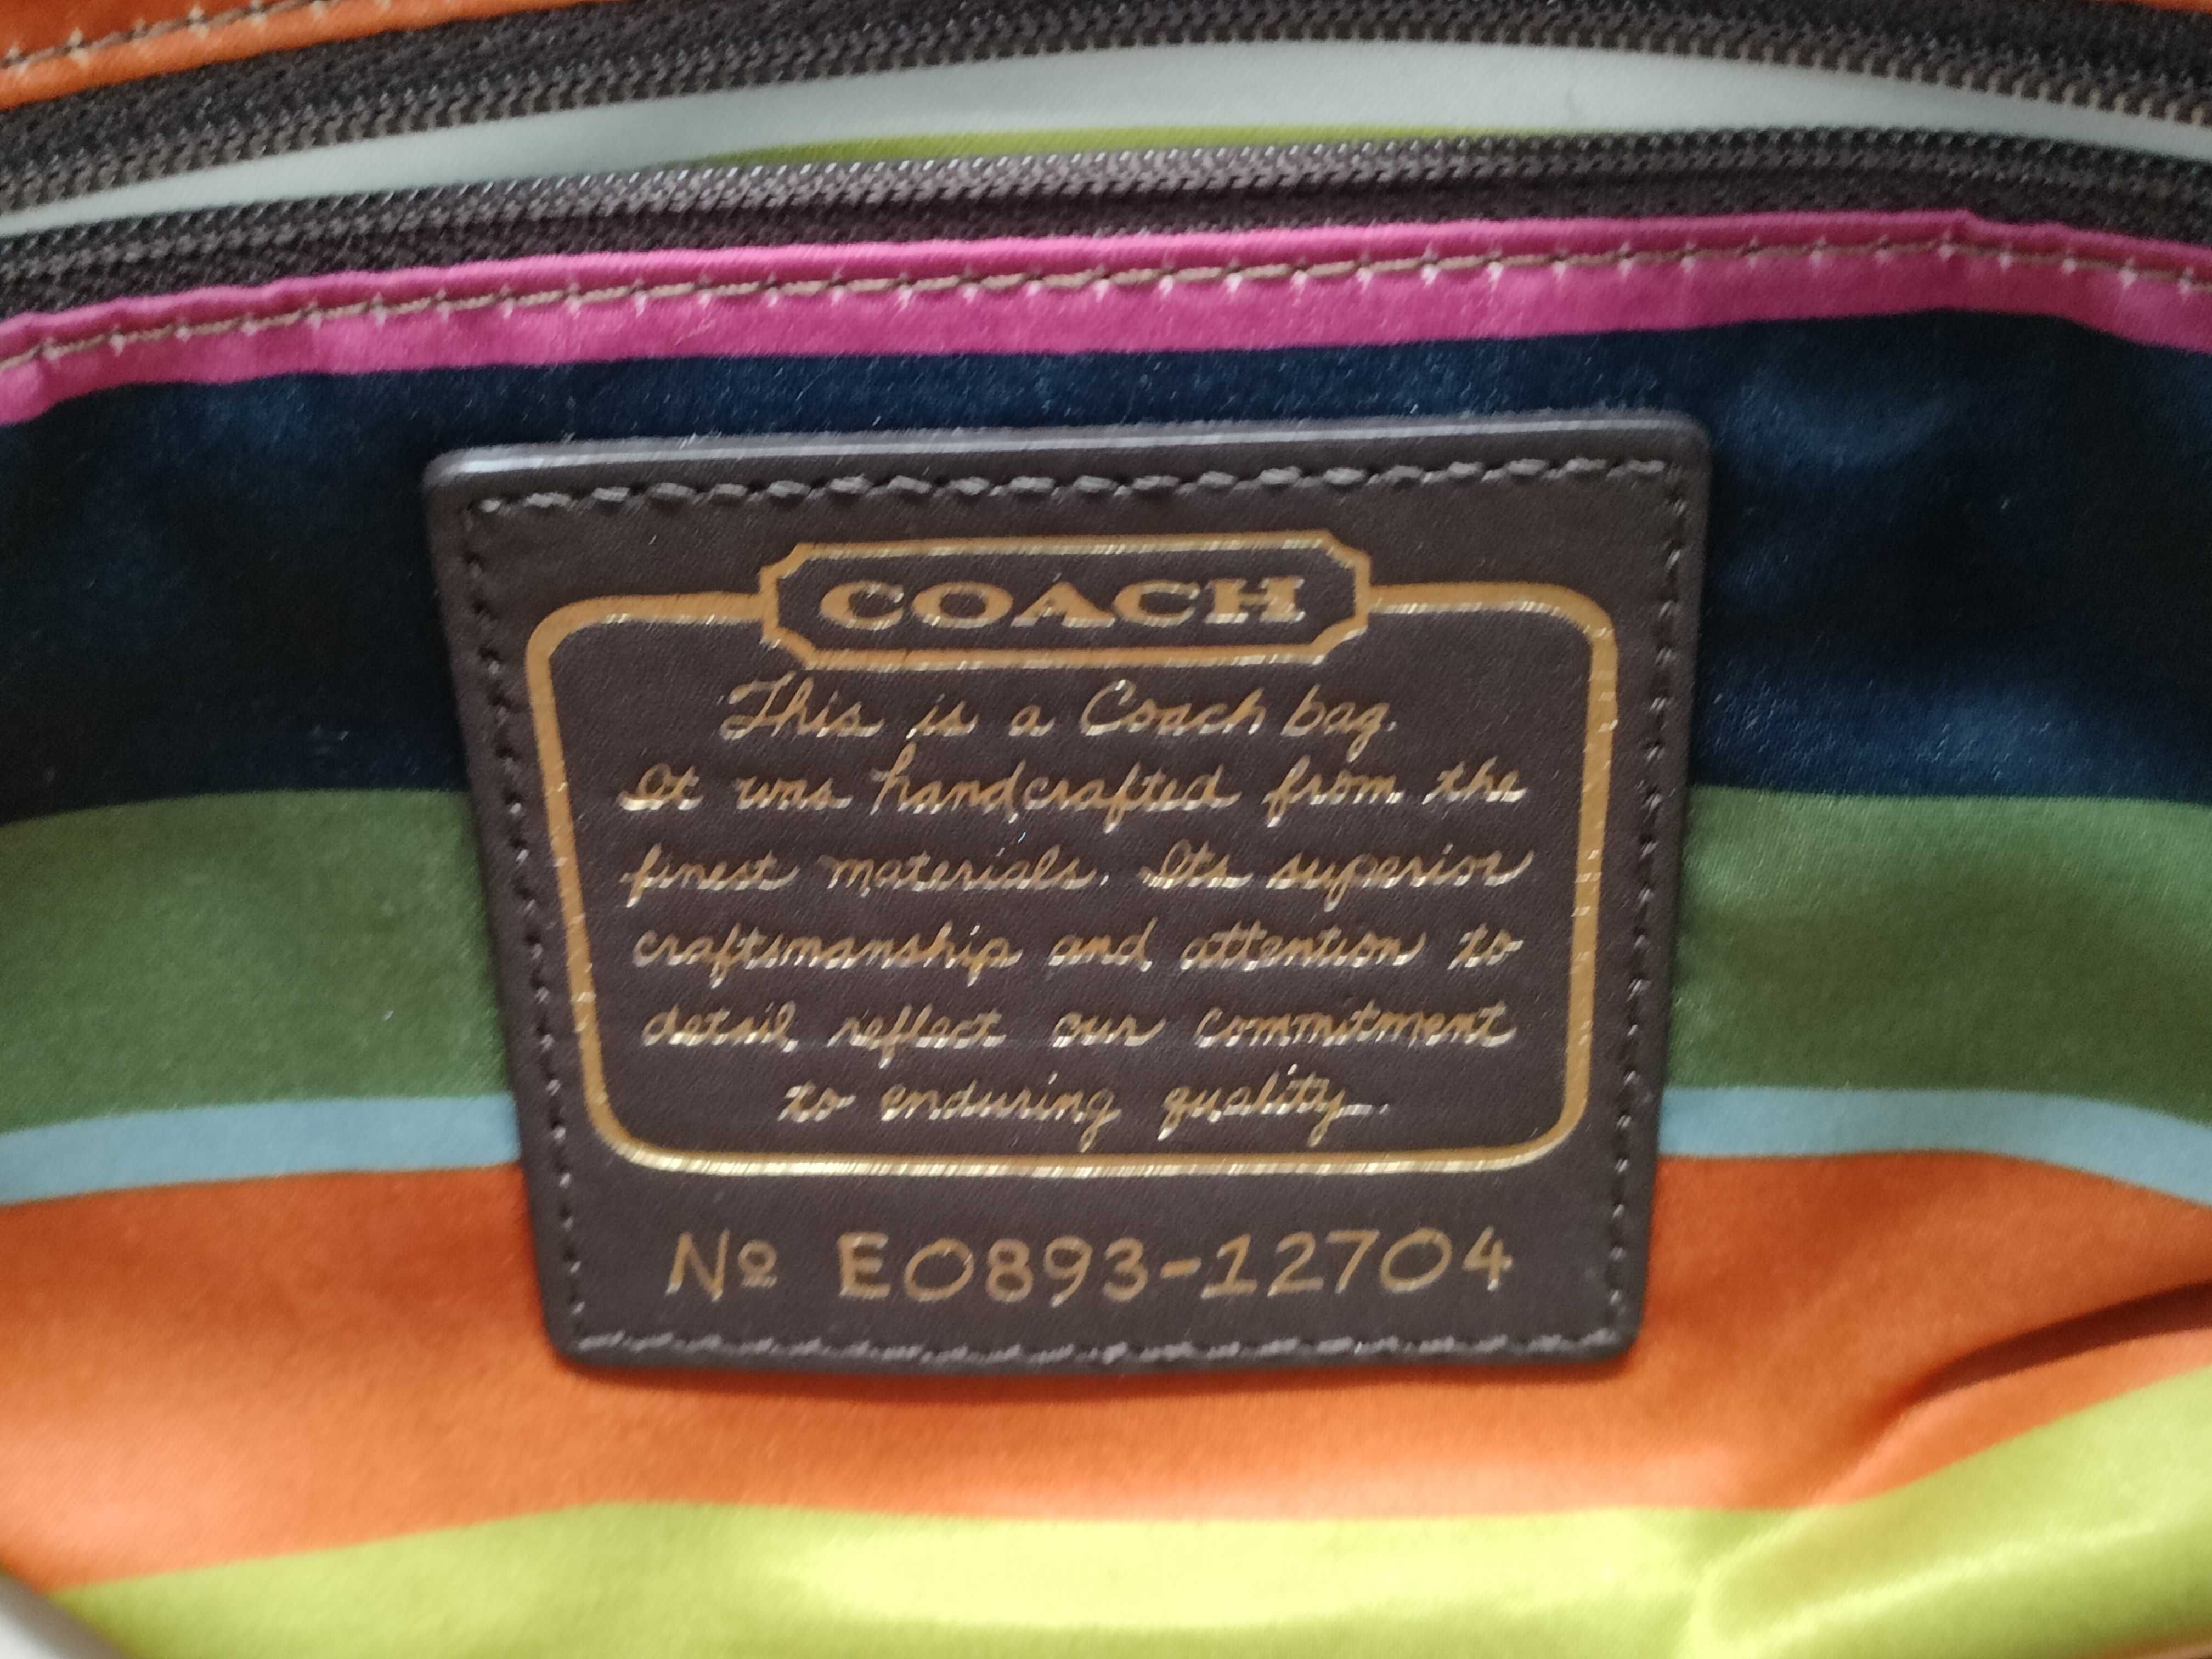 COACH
This is a Coach bag.
It was handcrafted from the
finest materials. Its superior
craftsmanship and attention to
detail reflect our commitment
to enduring quality.
Nº E0893-12704